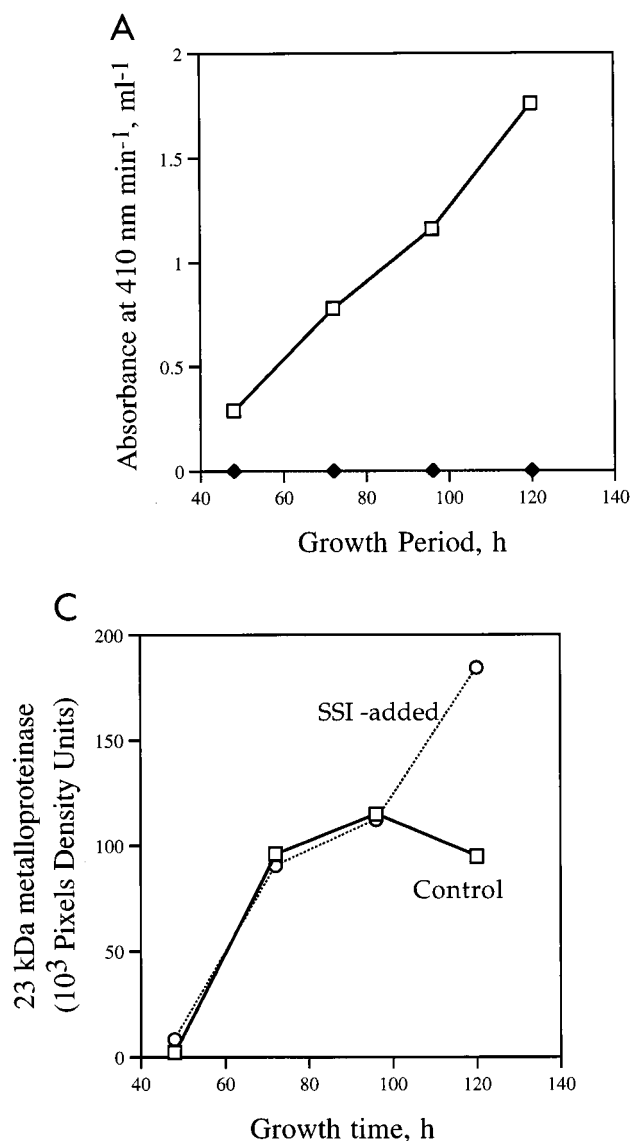 A
Absorbance at 410 nm min-1, ml-1
2
1.5
1
0.5
0
40 60 80 100 120 140
Growth Period, h
C
23 kDa metalloproteinase
(10³ Pixels Density Units)
200
150
100
50
0
SSI -added
Control
40 60 80 100 120 140
Growth time, h